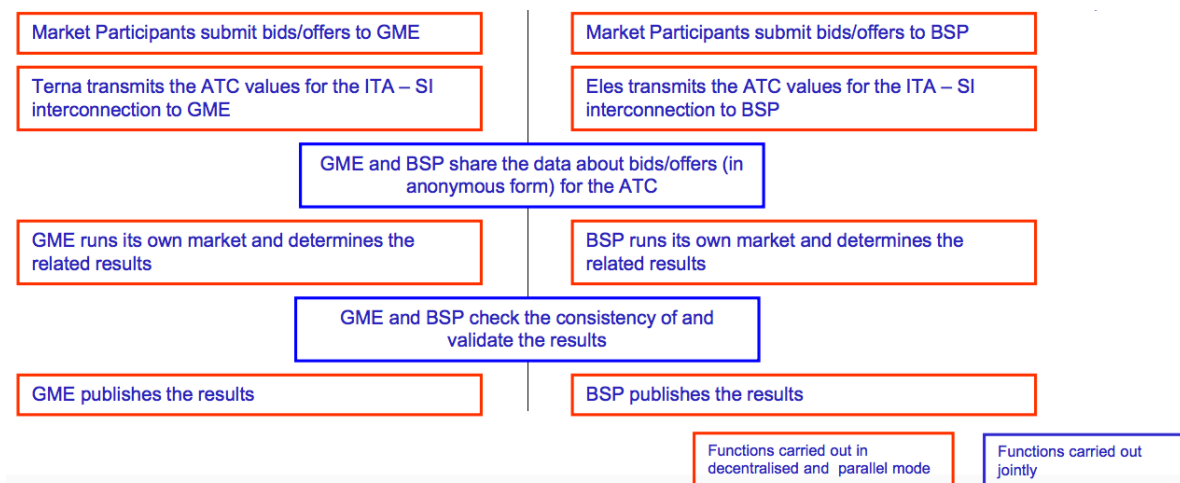 Market Participants submit bids/offers to GME
Market Participants submit bids/offers to BSP
Terna transmits the ATC values for the ITA – SI
interconnection to GME
Eles transmits the ATC values for the ITA – SI
interconnection to BSP
GME and BSP share the data about bids/offers (in
anonymous form) for the ATC
GME runs its own market and determines the
related results
BSP runs its own market and determines the
related results
GME and BSP check the consistency of and
validate the results
GME publishes the results
BSP publishes the results
Functions carried out in
decentralised and parallel mode
Functions carried out
jointly